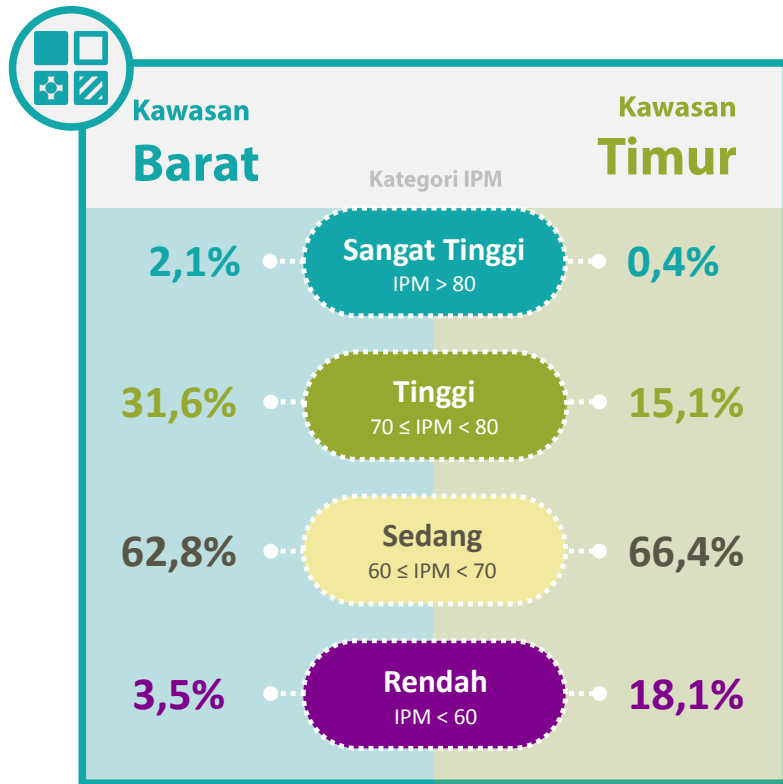 Kawasan
Barat
Kategori IPM
Kawasan
Timur
2,1%
Sangat Tinggi
IPM > 80
0,4%
31,6%
Tinggi
70 ≤ IPM < 80
15,1%
62,8%
Sedang
60 ≤ IPM < 70
66,4%
3,5%
Rendah
IPM < 60
18,1%